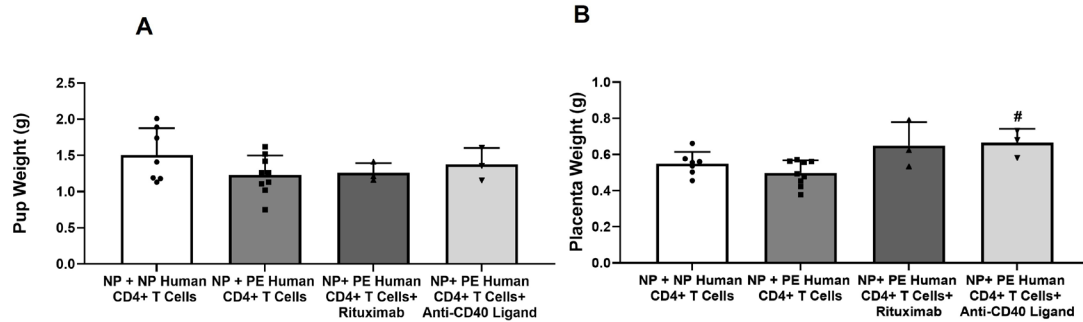 A
Pup Weight (g)
2.5
2.0
1.5
1.0
0.5
0.0
NP + NP Human
CD4+ T Cells
NP + PE Human
CD4+ T Cells
NP+ PE Human
CD4+ T Cells+
Rituximab
NP+ PE Human
CD4+ T Cells+
Anti-CD40 Ligand
B
Placenta Weight (g)
1.0
0.8
0.6
0.4
0.2
0.0
#
NP + NP Human
CD4+ T Cells
NP + PE Human
CD4+ T Cells
NP+ PE Human
CD4+ T Cells+
Rituximab
NP+ PE Human
CD4+ T Cells+
Anti-CD40 Ligand